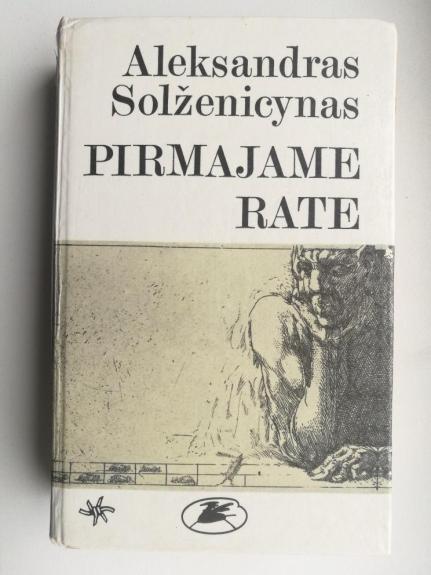 Aleksandras
Solženicynas
PIRMAJAME
RATE